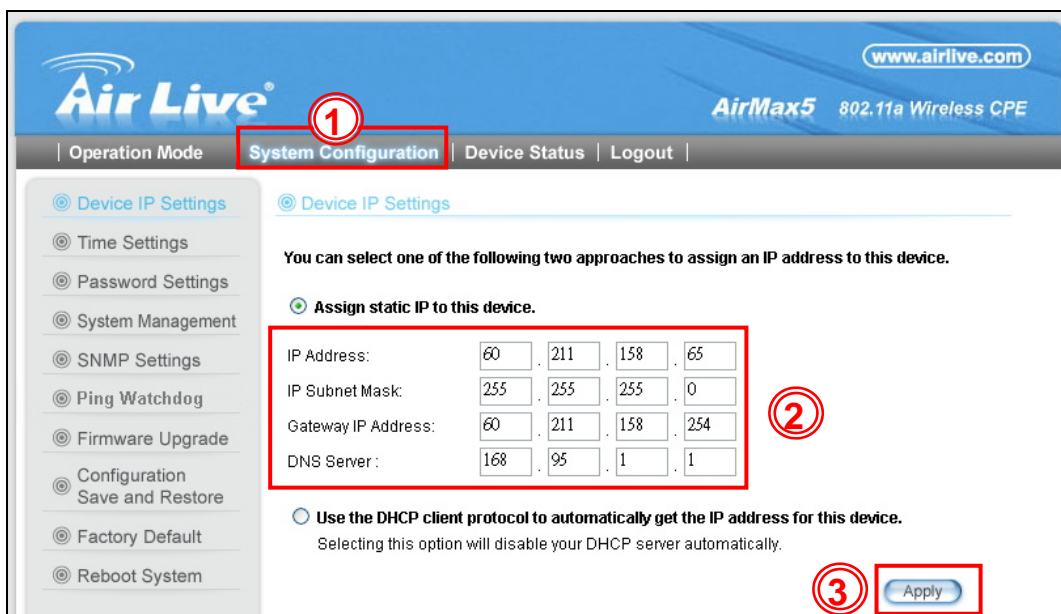 www.airlive.com
Air Live®
AirMax5 802.11a Wireless CPE
1
| Operation Mode System Configuration | Device Status | Logout |
Device IP Settings
Time Settings
Password Settings
System Management
SNMP Settings
Ping Watchdog
Firmware Upgrade
Configuration
Save and Restore
Factory Default
Reboot System
Device IP Settings
You can select one of the following two approaches to assign an IP address to this device.
Assign static IP to this device.
IP Address: 60 . 211 . 158 . 65
IP Subnet Mask: 255 . 255 . 255 . 0
Gateway IP Address: 60 . 211 . 158 . 254
DNS Server : 168 . 95 . 1 . 1
2
Use the DHCP client protocol to automatically get the IP address for this device.
Selecting this option will disable your DHCP server automatically.
3
Apply